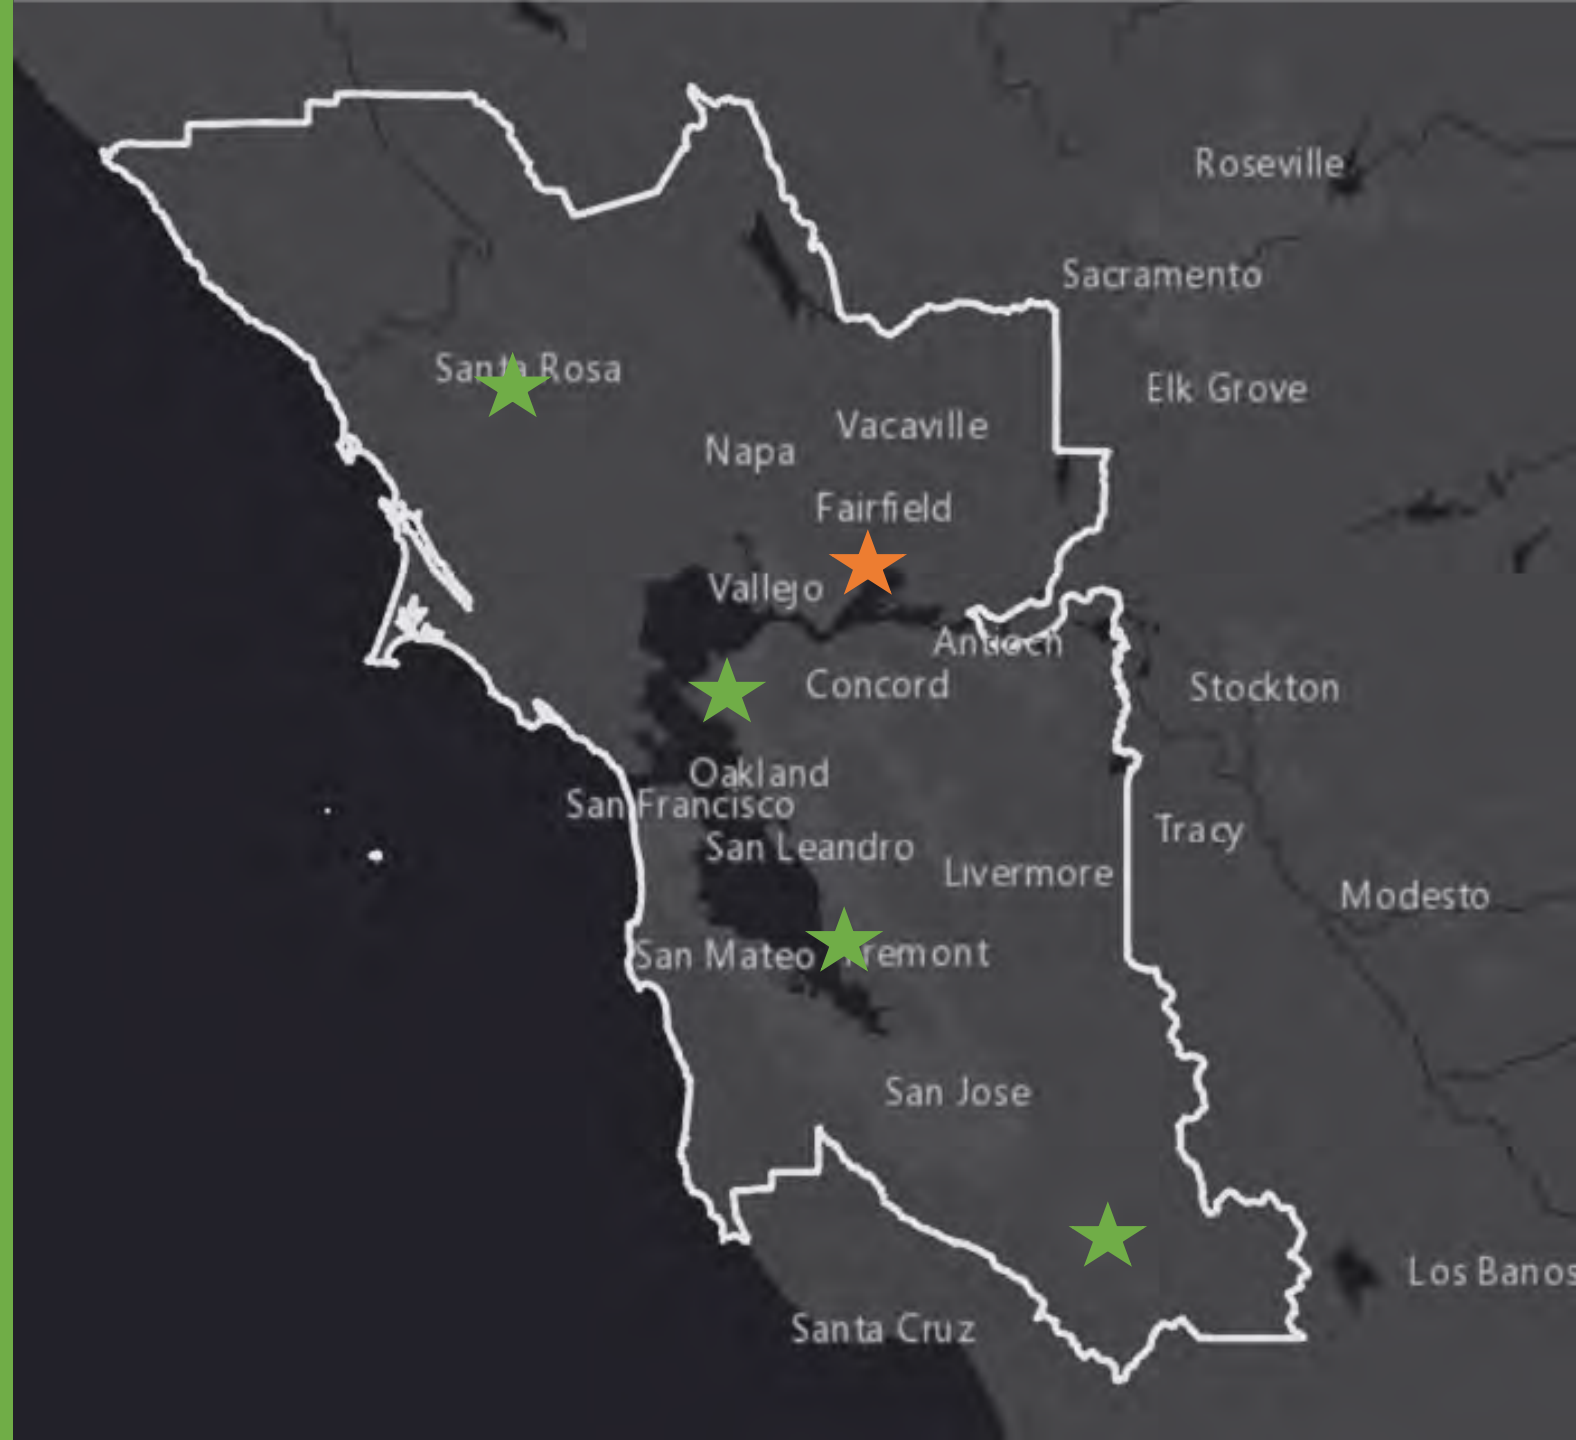 Roseville
Sacramento
Santa Rosa
Elk Grove
Vacaville
Napa
Fairfield
Vallejo
Antioch
Concord
Stockton
Oakland
San Francisco
Tracy
San Leandro
Livermore
Modesto
San Mateo
Fremont
San Jose
Los Banos
Santa Cruz